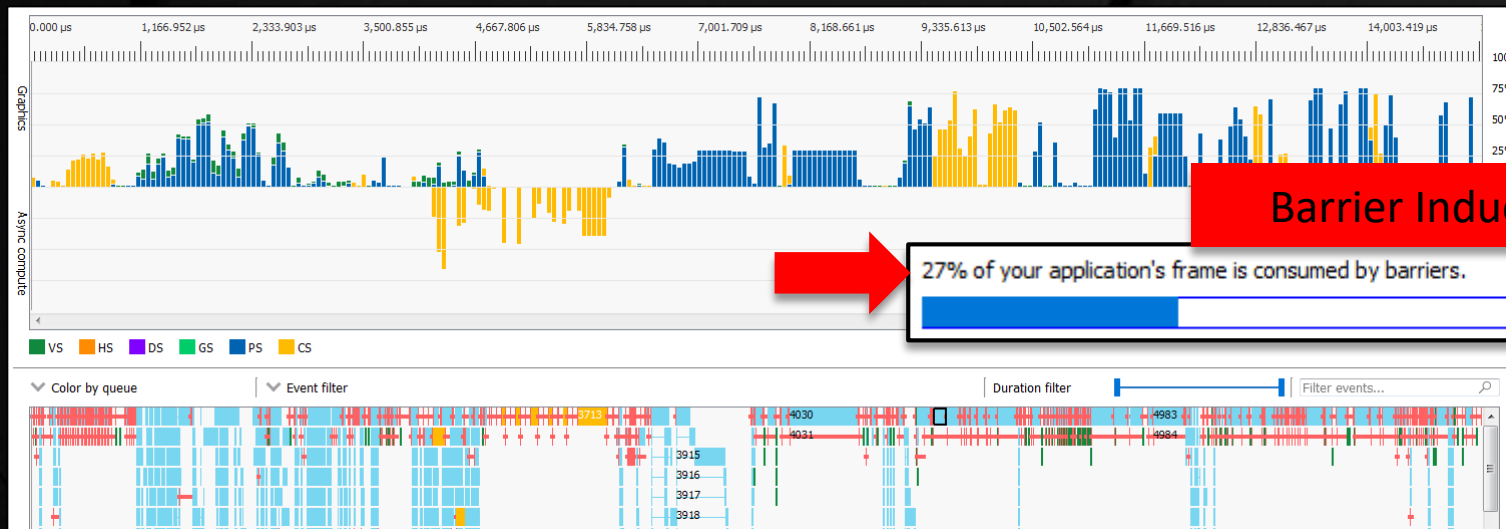 0.000 µs 1,166.952 µs 2,333.903 µs 3,500.855 µs 4,667.806 µs 5,834.758 µs 7,001.709 µs 8,168.661 µs 9,335.613 µs 10,502.564 µs 11,669.516 µs 12,836.467 µs 14,003.419 µs
Graphics
75%
50%
25%
Async compute
Barrier
27% of your application's frame is consumed by barriers.
VS HS DS GS PS CS
Color by queue Event filter Duration filter Filter events...
3713 4030 4983
4031 4984
3915
3916
3917
3918